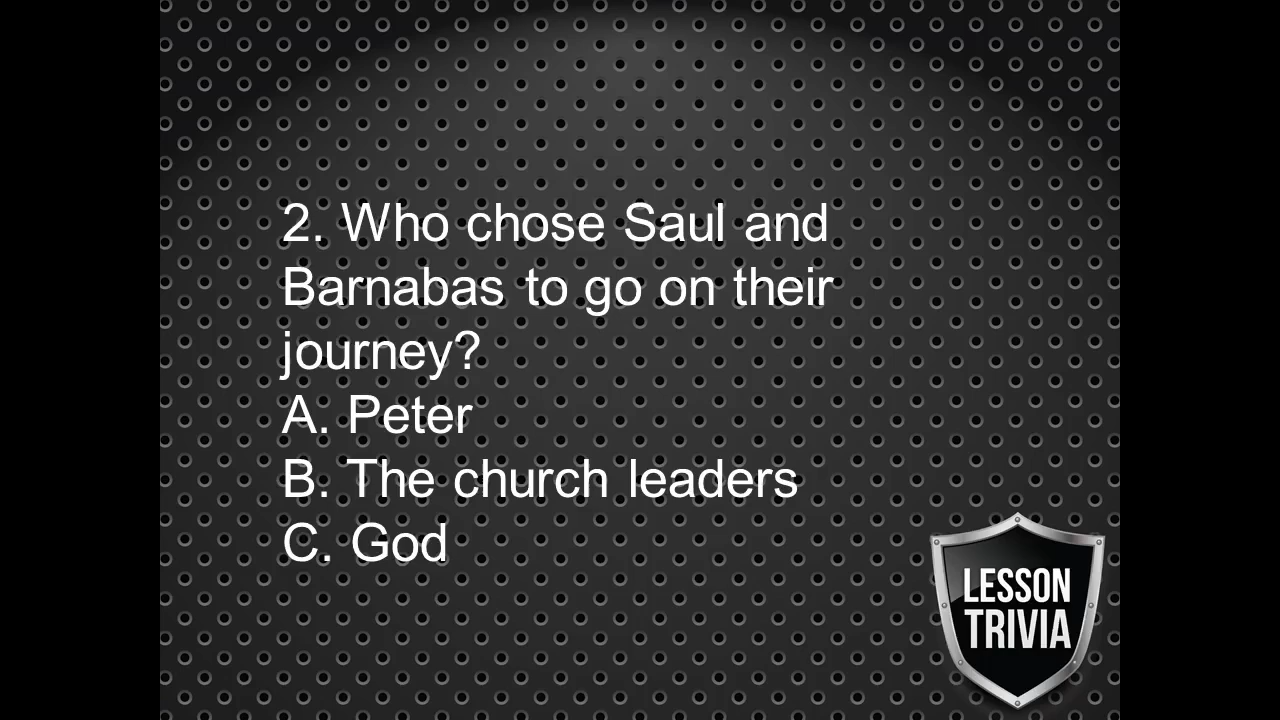 2. Who chose Saul and
Barnabas to go on their
journey?
A. Peter
B. The church leaders
C. God
LESSON
TRIVIA